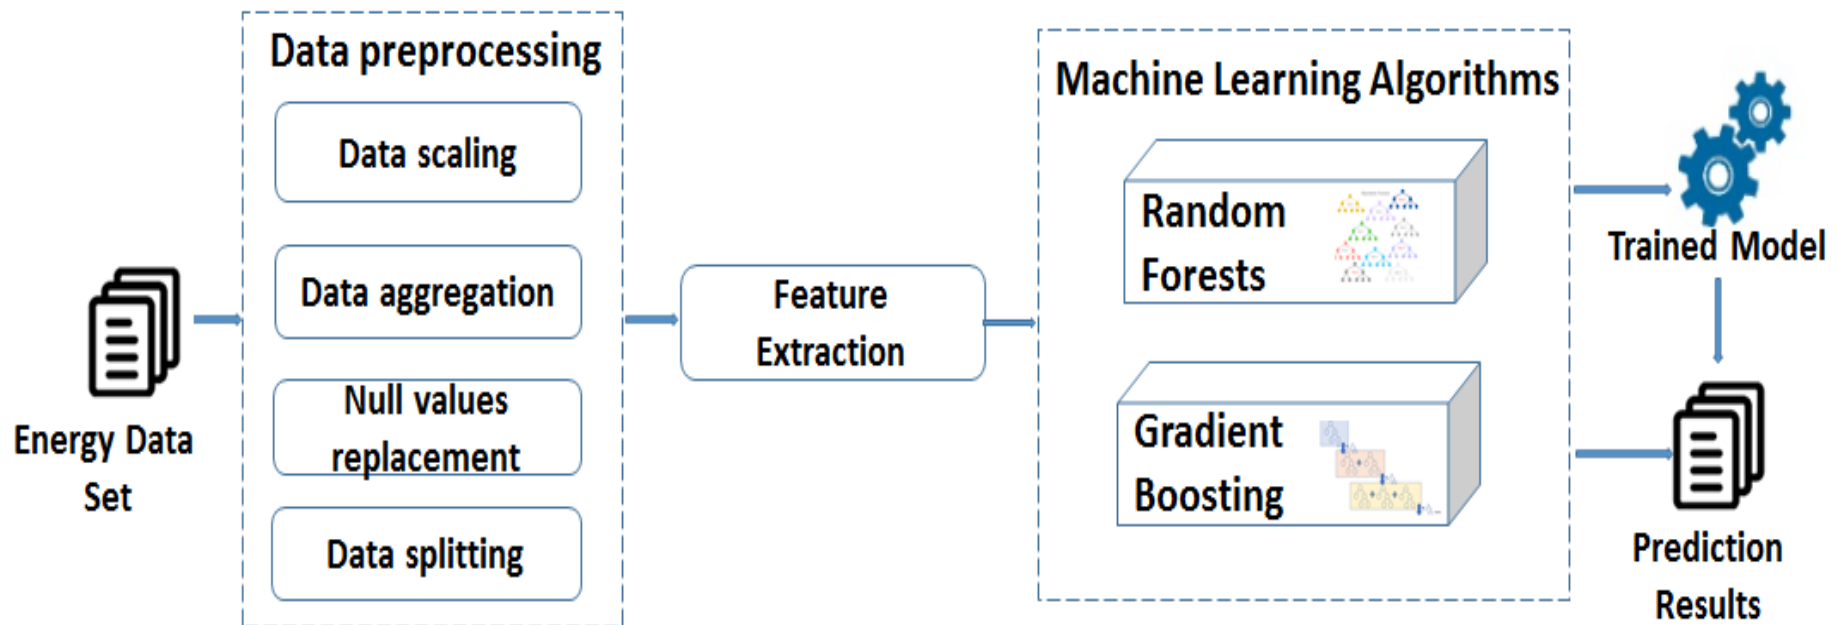 Data preprocessing
Data scaling
Data aggregation
Null values
replacement
Data splitting
Energy Data
Set
Feature
Extraction
Machine Learning Algorithms
Random
Forests
Gradient
Boosting
Trained Model
Prediction
Results